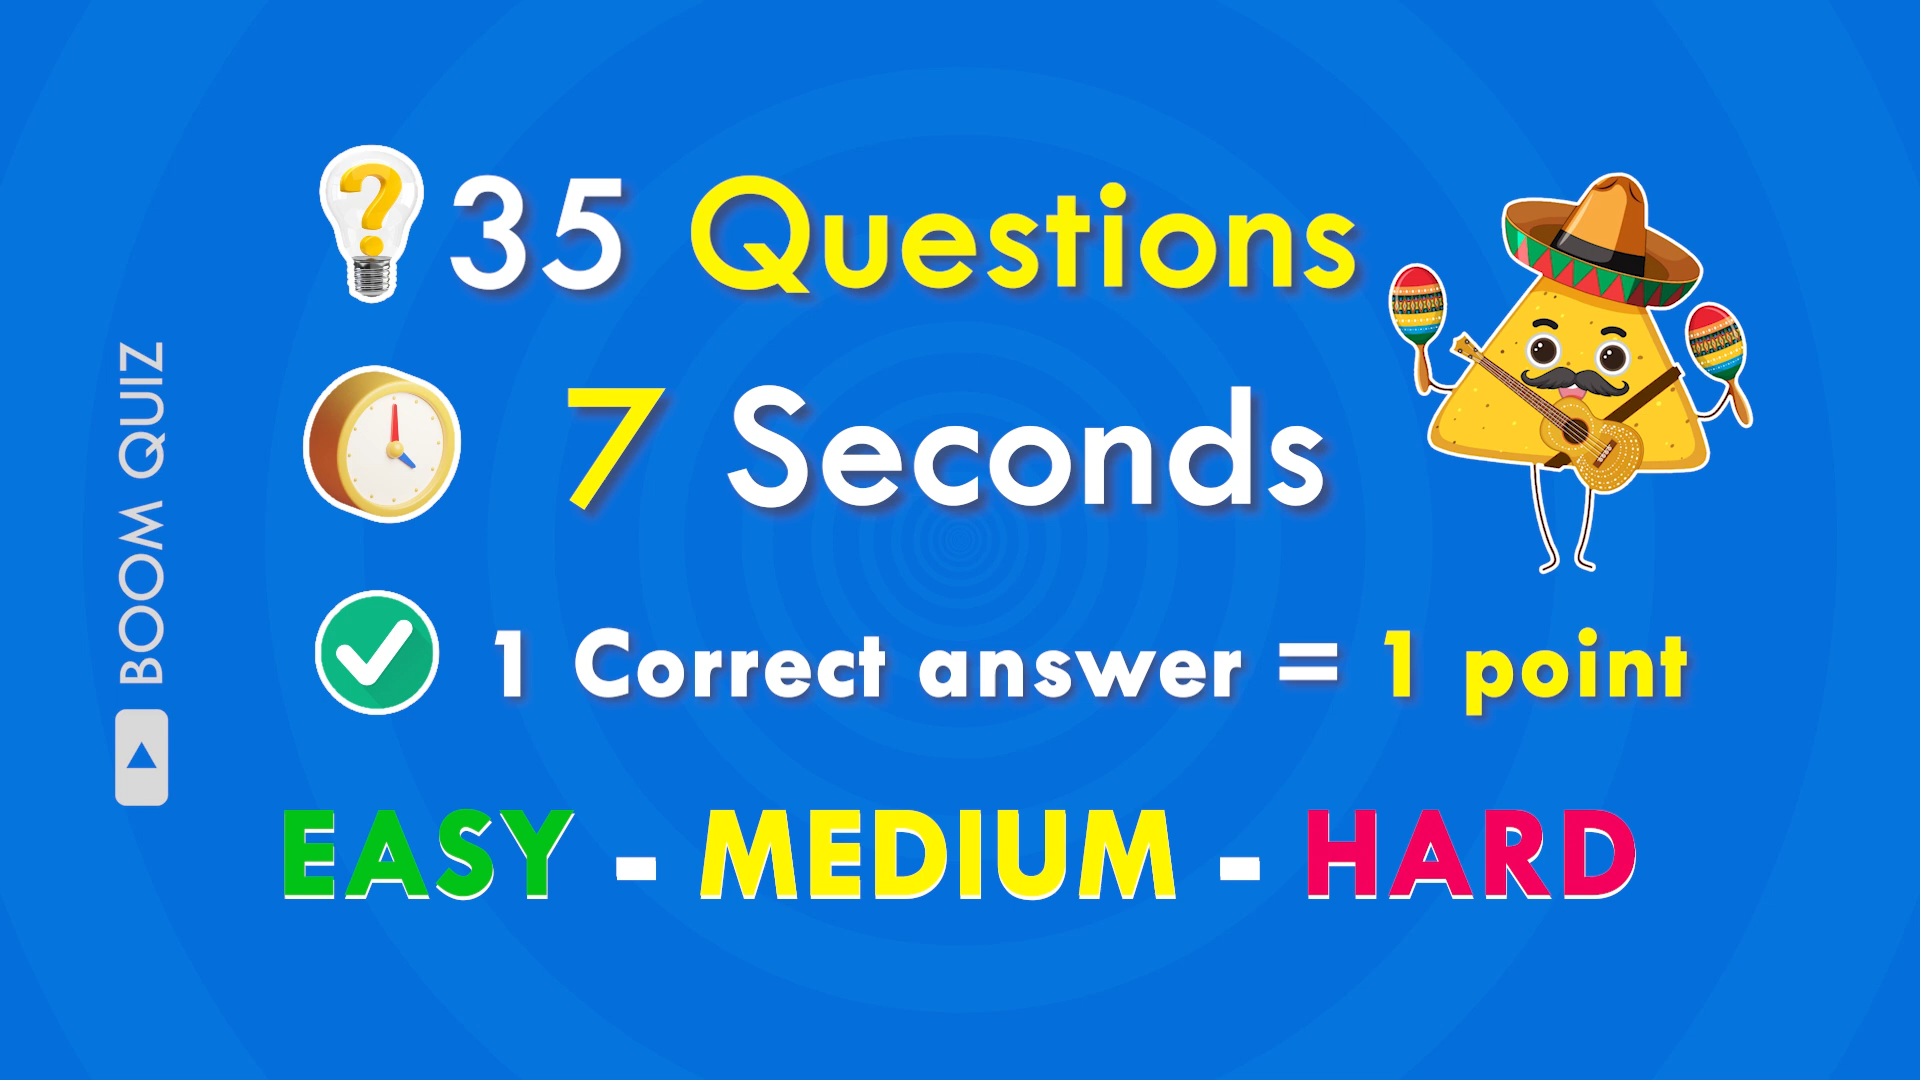 35 Questions
7 Seconds
1 Correct answer = 1 point
EASY - MEDIUM - HARD
BOOM QUIZ